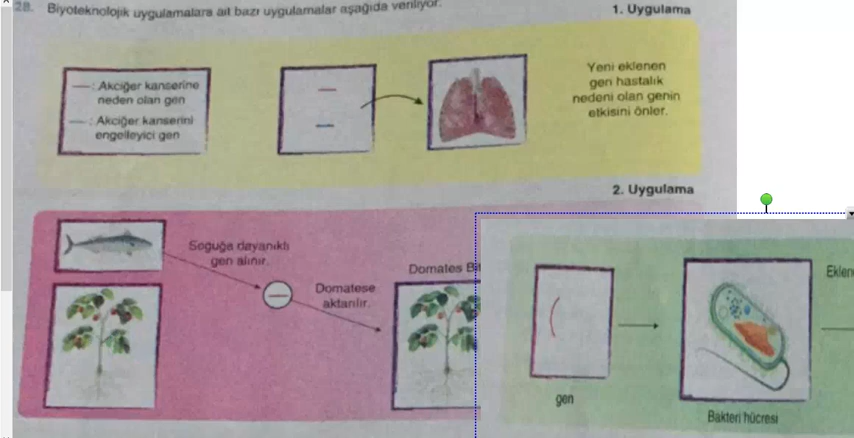 28. Biyoteknolojik uygulamalara ait bazı uygulamalar aşağıda veriliyor.
1. Uygulama
: Akciğer kanserine
neden olan gen
: Akciğer kanserini
engelleyici gen
Yeni eklenen
gen hastalık
nedeni olan genin
etkisini önler.
2. Uygulama
Soğuğa dayanıklı
gen alınır.
Domatese
aktarılır.
Domates Bit
gen
Bakteri hücresi
Eklen